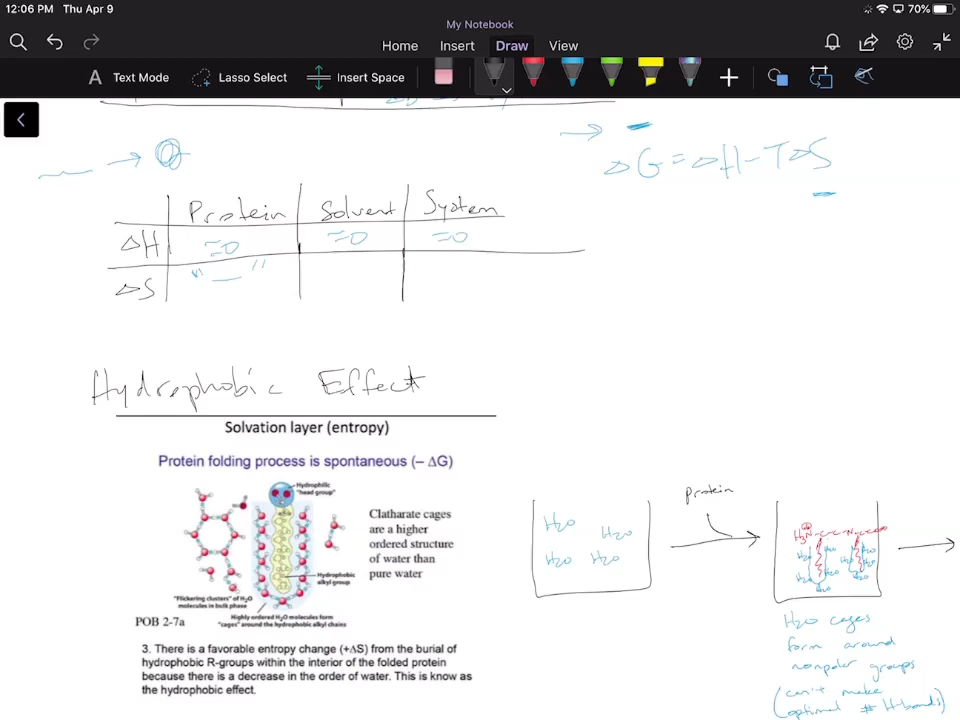 12:06 PM Thu Apr 9
70%
My Notebook
Home Insert Draw View
A Text Mode Lasso Select Insert Space
ΔG = ΔH - TΔS
Protein Solvent System
ΔH ≈0 ≈0 ≈0
ΔS " — "
Hydrophobic Effect
Solvation layer (entropy)
Protein folding process is spontaneous (– ΔG)
Hydrophilic
"head group"
Clatharate cages
are a higher
ordered structure
of water than
pure water
Hydrophobic
alkyl group
"Flickering clusters" of H2O
molecules in bulk phase
Highly ordered H2O molecules form
"cages" around the hydrophobic alkyl chains
POB 2-7a
3. There is a favorable entropy change (+ΔS) from the burial of
hydrophobic R-groups within the interior of the folded protein
because there is a decrease in the order of water. This is know as
the hydrophobic effect.
H2O
H2O
H2O H2O
Protein
H2O cages
form around
nonpolar groups
(can't make
optimal # H-bonds)